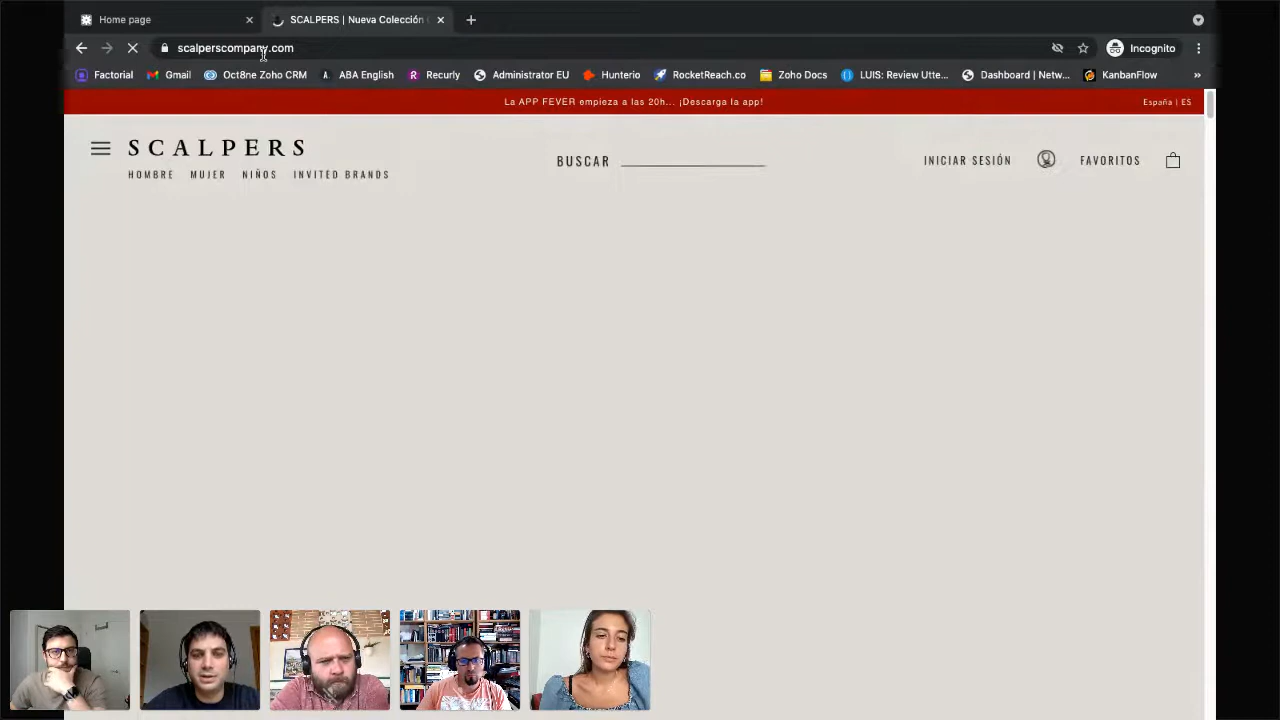 Home page
SCALPERS | Nueva Colección
scalperscompany.com
Incognito
Factorial
Gmail
Oct8ne Zoho CRM
ABA English
Recurly
Administrator EU
Hunterio
RocketReach.co
Zoho Docs
LUIS: Review Utte...
Dashboard | Netw...
KanbanFlow
La APP FEVER empieza a las 20h... ¡Descarga la app!
España | ES
SCALPERS
BUSCAR
INICIAR SESIÓN
FAVORITOS
HOMBRE MUJER NIÑOS INVITED BRANDS